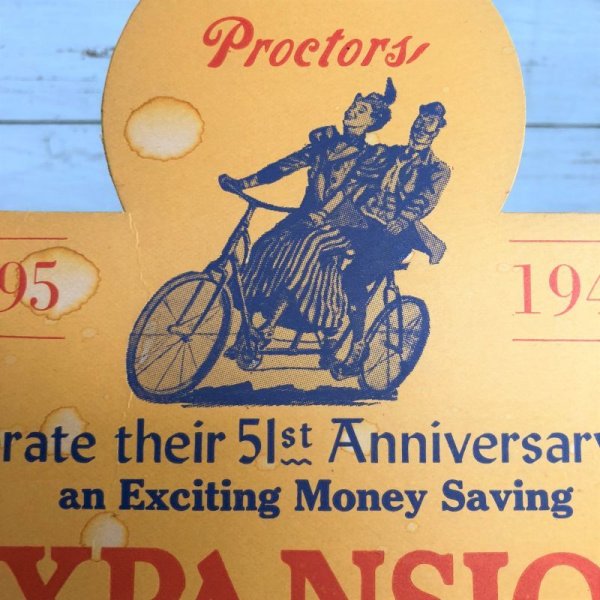 Proctors
95 194
rate their 51st Anniversary
an Exciting Money Saving
XPANSIO